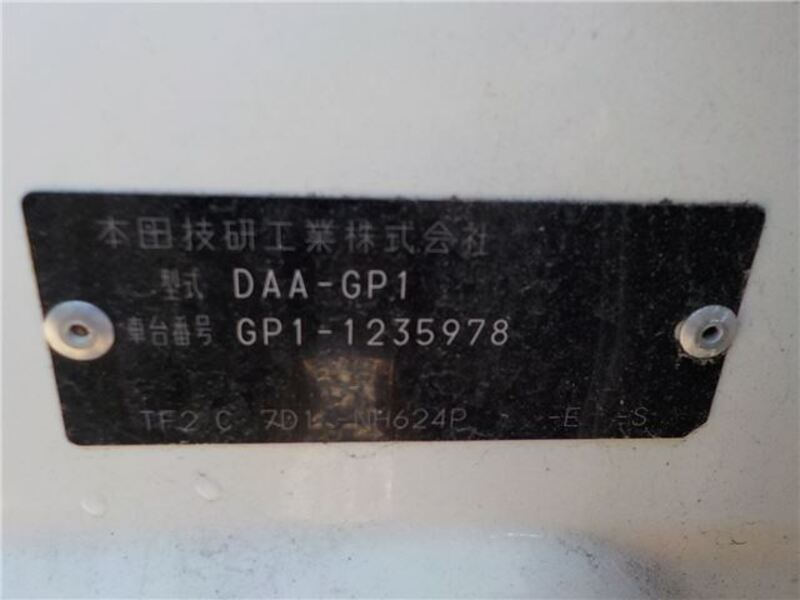 本田技研工業株式会社
型式 DAA-GP1
車台番号 GP1-1235978
TF2 C 7D1 -NH624P -E -S